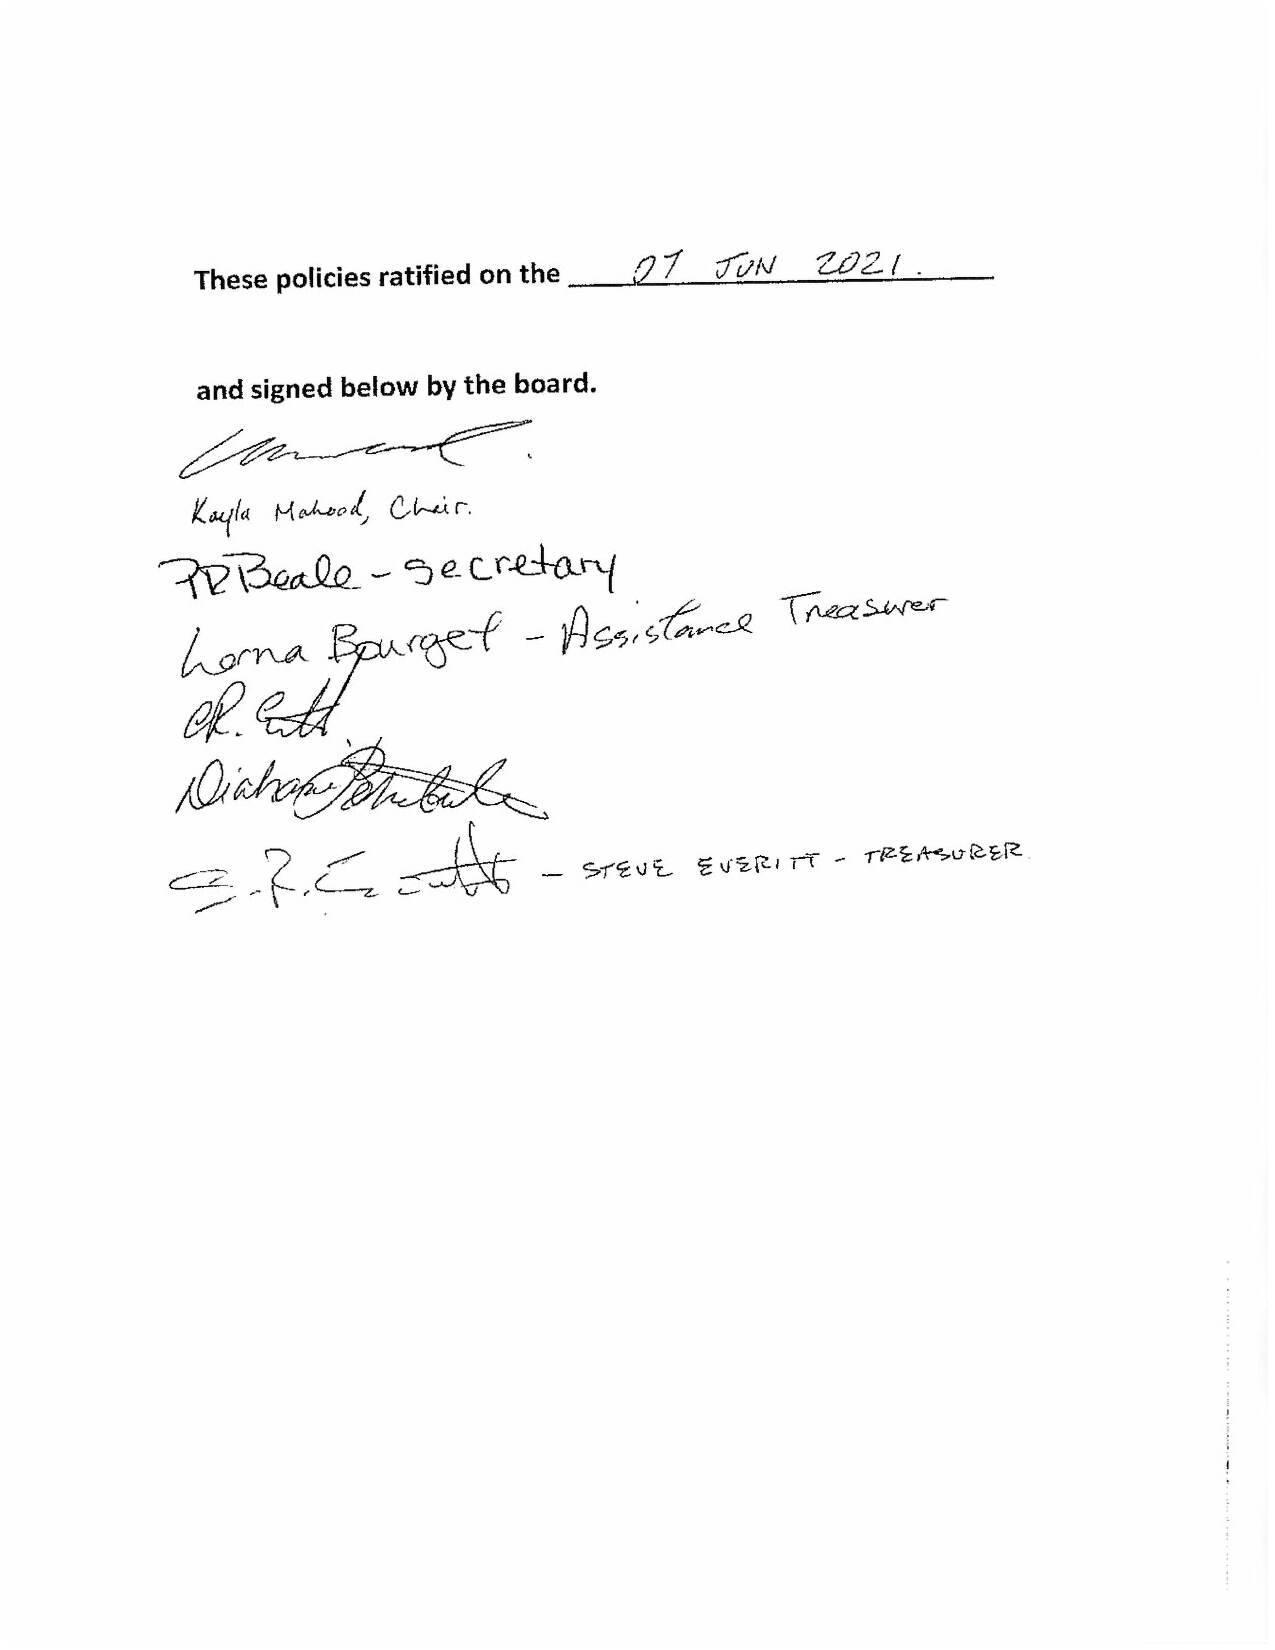 These policies ratified on the 07 JUN 2021.
and signed below by the board.
Kayla Mahood, Chair.
Beale - Secretary
Lorna Bourget - Assistance Treasurer
- STEVE EVERITT - TREASURER